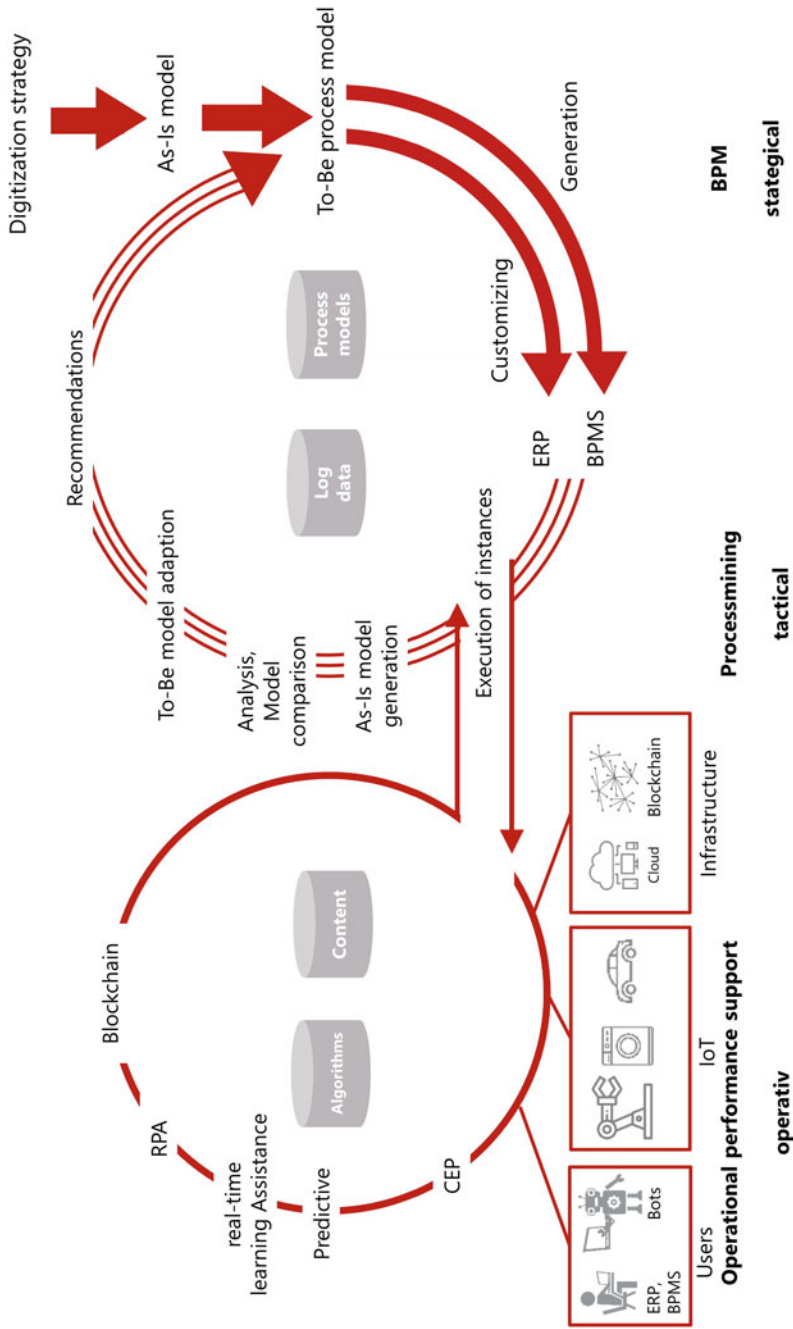 Digitization strategy
As-Is model
To-Be process model
Recommendations
To-Be model adaption
Analysis,
Model
comparison
As-Is model
generation
Log
data
Process
models
Customizing
Generation
ERP
BPMS
Execution of instances
Blockchain
RPA
real-time
learning Assistance
Predictive
CEP
Algorithms
Content
ERP,
BPMS
Bots
Users
IoT
Cloud
Blockchain
Infrastructure
Operational performance support
operativ
Processmining
tactical
BPM
stategical